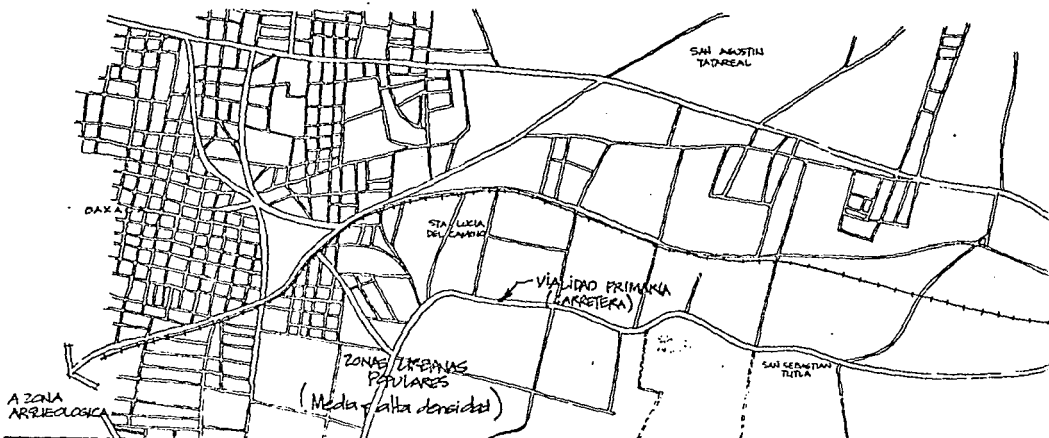 SAN AGUSTIN
TATAREAL
OAXA
STA. LUCIA
DEL CAMINO
VIALIDAD PRIMARIA
(CARRETERA)
ZONAS URBANAS
POPULARES
(Media y alta densidad)
SAN SEBASTIAN
TUTLA
A ZONA
ARQUEOLOGICA